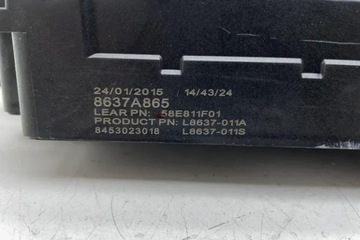 24/01/2015 14/43/24
8637A865
LEAR PN: 58E811F01
PRODUCT PN: L8637-011A
8453023018 L8637-011S